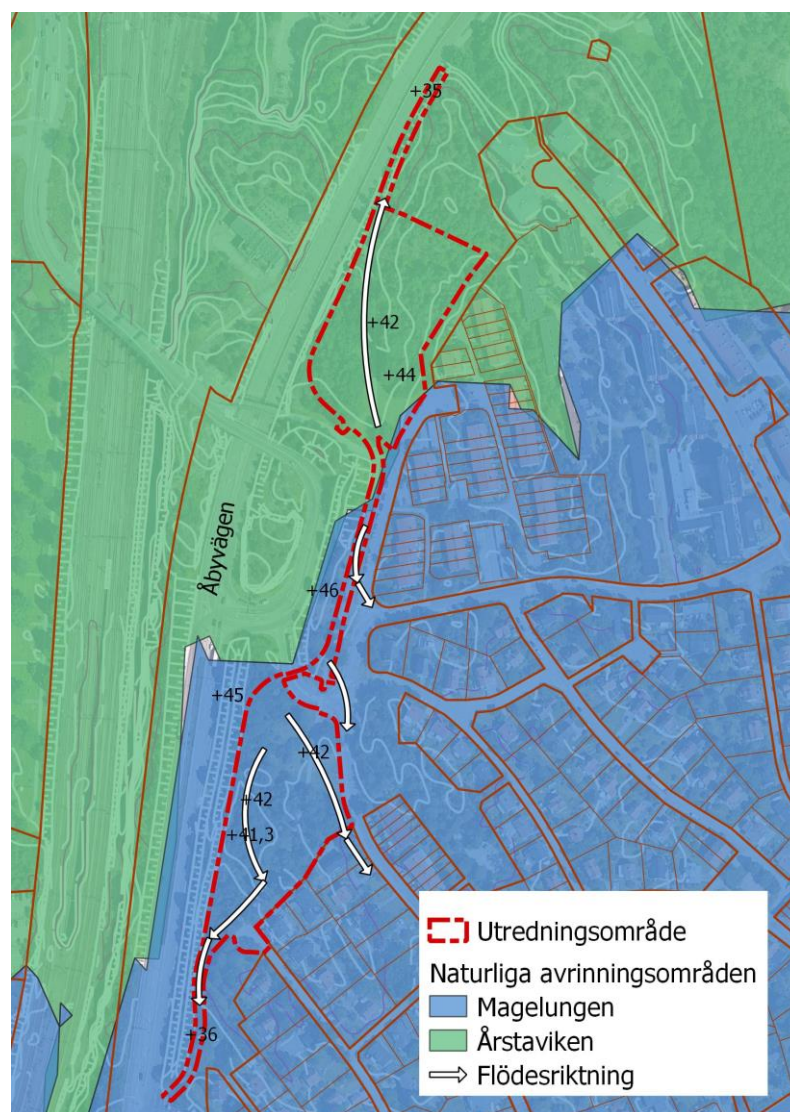 +35
+42
+44
Åbyvägen
+46
+45
+42
+42
+41,3
+36
Utredningsområde
Naturliga avrinningsområden
Magelungen
Årstaviken
Flödesriktning